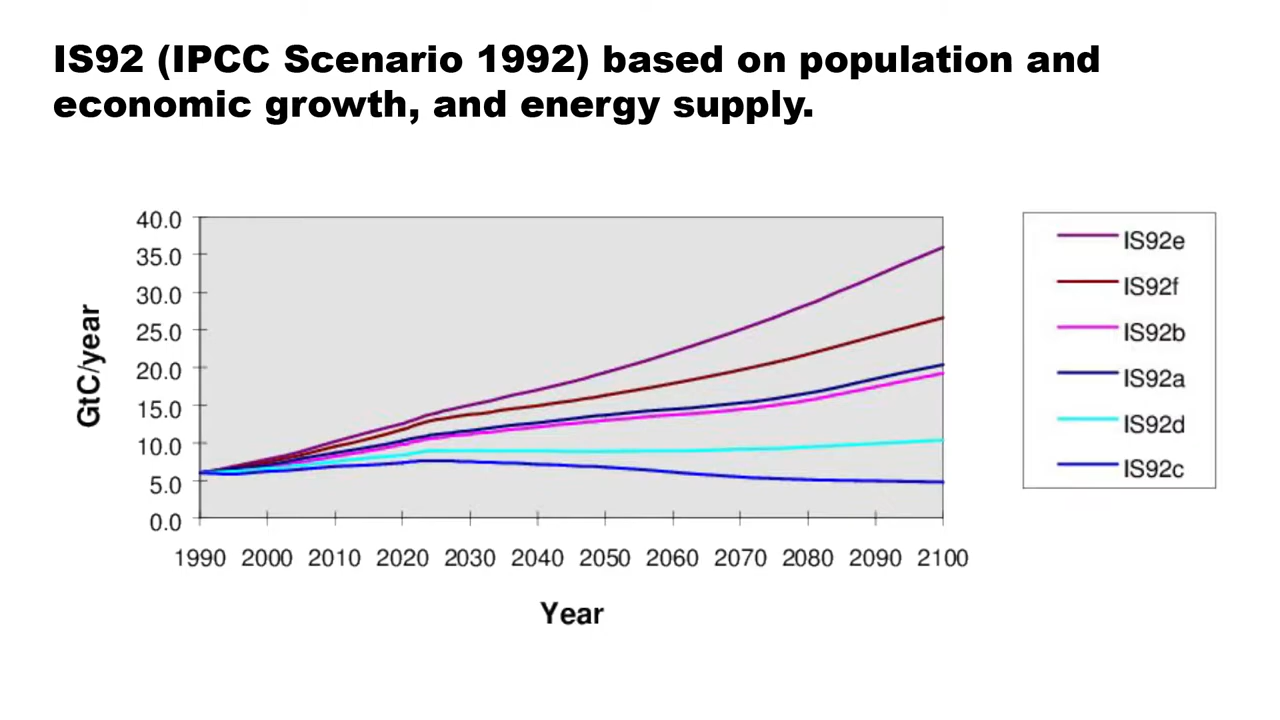 IS92 (IPCC Scenario 1992) based on population and
economic growth, and energy supply.
40.0
35.0
30.0
25.0
20.0
15.0
10.0
5.0
0.0
GtC/year
1990 2000 2010 2020 2030 2040 2050 2060 2070 2080 2090 2100
Year
IS92e
IS92f
IS92b
IS92a
IS92d
IS92c